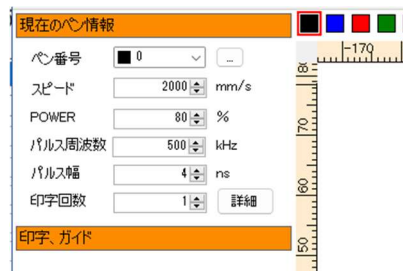 現在のペン情報
ペン番号 0 ...
スピード 2000 mm/s
POWER 80 %
パルス周波数 500 kHz
パルス幅 4 ns
印字回数 1 詳細
印字、ガイド
-170
80
70
60
50